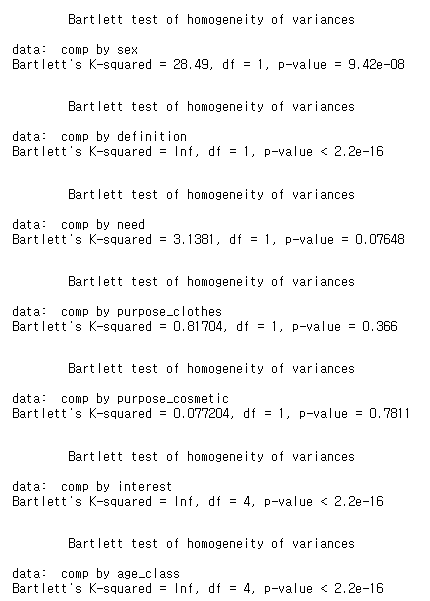 Bartlett test of homogeneity of variances
data:  comp by sex
Bartlett's K-squared = 28.49, df = 1, p-value = 9.42e-08
Bartlett test of homogeneity of variances
data:  comp by definition
Bartlett's K-squared = Inf, df = 1, p-value < 2.2e-16
Bartlett test of homogeneity of variances
data:  comp by need
Bartlett's K-squared = 3.1381, df = 1, p-value = 0.07648
Bartlett test of homogeneity of variances
data:  comp by purpose_clothes
Bartlett's K-squared = 0.81704, df = 1, p-value = 0.366
Bartlett test of homogeneity of variances
data:  comp by purpose_cosmetic
Bartlett's K-squared = 0.077204, df = 1, p-value = 0.7811
Bartlett test of homogeneity of variances
data:  comp by interest
Bartlett's K-squared = Inf, df = 4, p-value < 2.2e-16
Bartlett test of homogeneity of variances
data:  comp by age_class
Bartlett's K-squared = Inf, df = 4, p-value < 2.2e-16